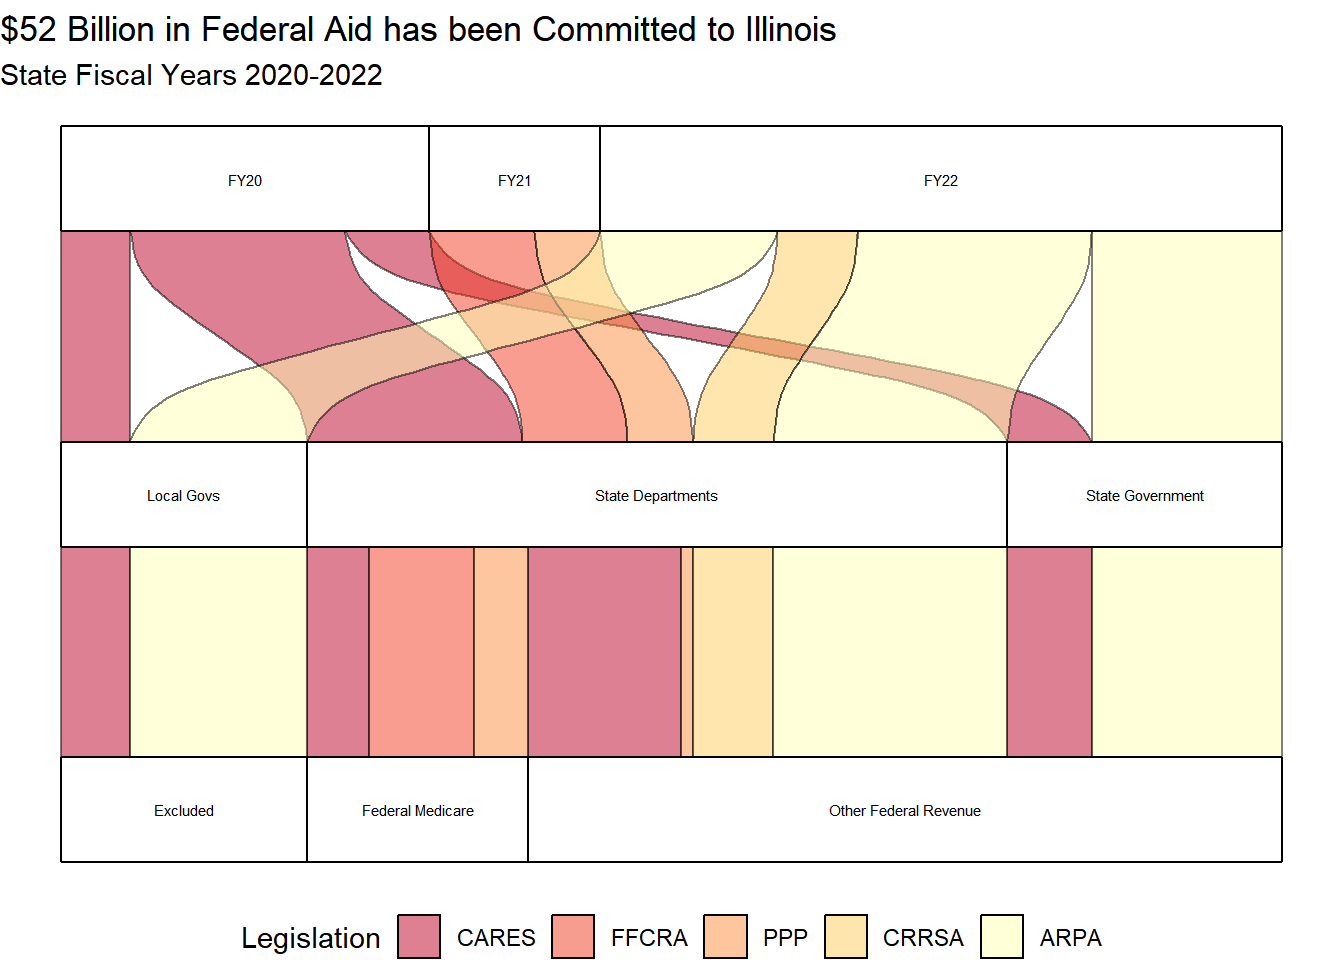 $52 Billion in Federal Aid has been Committed to Illinois
State Fiscal Years 2020-2022
FY20 FY21 FY22
Local Govs State Departments State Government
Excluded Federal Medicare Other Federal Revenue
Legislation CARES FFCRA PPP CRRSA ARPA